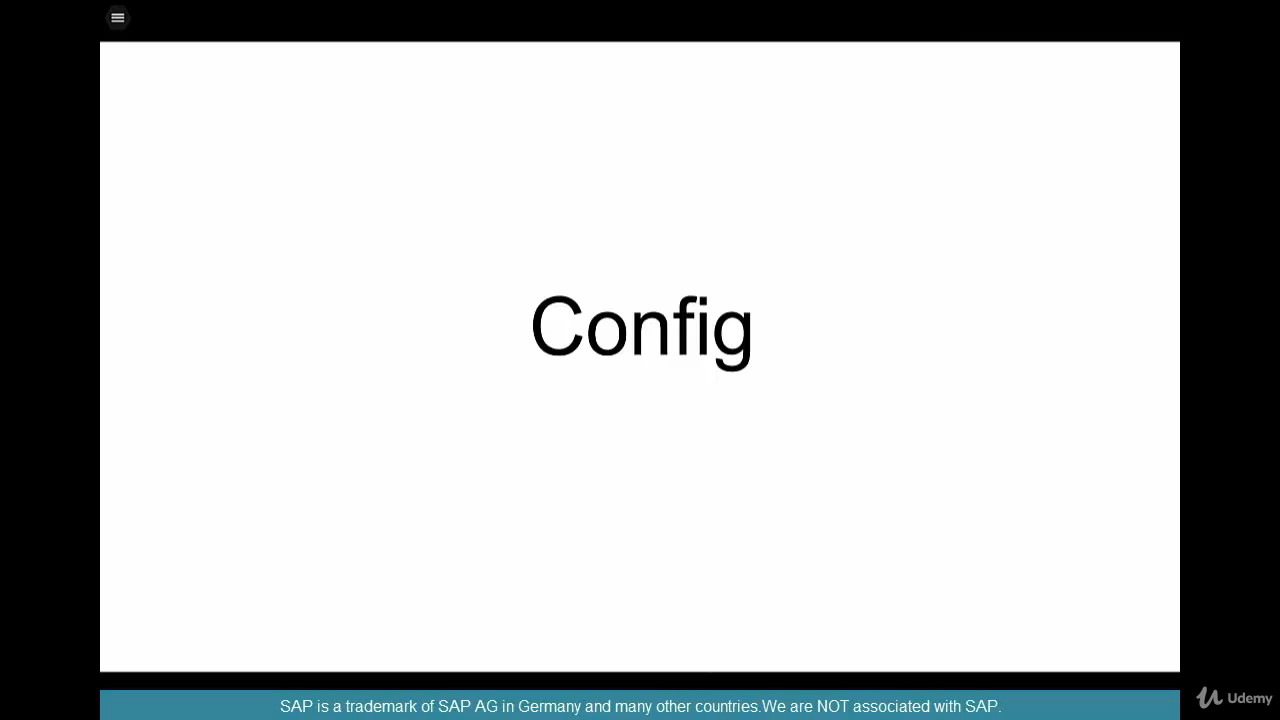 Config
SAP is a trademark of SAP AG in Germany and many other countries.We are NOT associated with SAP.
Udemy